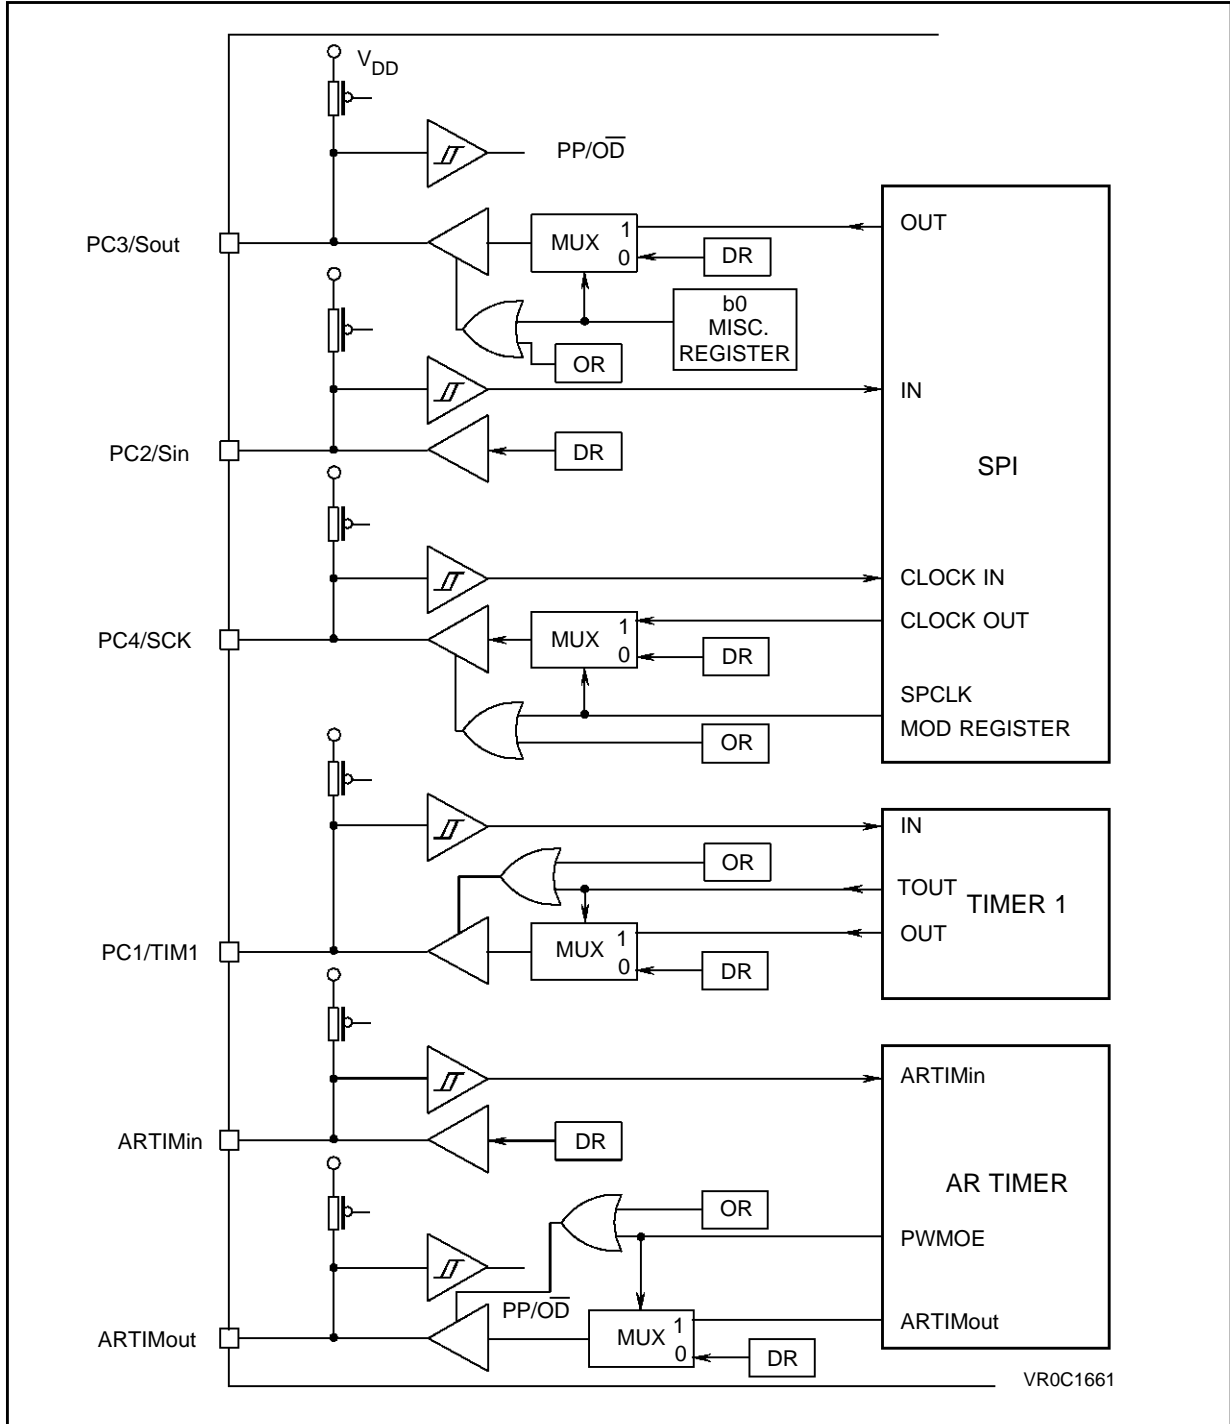 VDD
PP/OD
PC3/Sout
MUX
1
0
DR
OUT
b0
MISC.
REGISTER
OR
IN
PC2/Sin
DR
SPI
CLOCK IN
PC4/SCK
MUX
1
0
CLOCK OUT
DR
SPCLK
MOD REGISTER
OR
IN
OR
TOUT
TIMER 1
PC1/TIM1
MUX
1
0
OUT
DR
ARTIMin
ARTIMin
DR
AR TIMER
OR
PWMOE
PP/OD
ARTIMout
MUX
1
0
ARTIMout
DR
VR0C1661